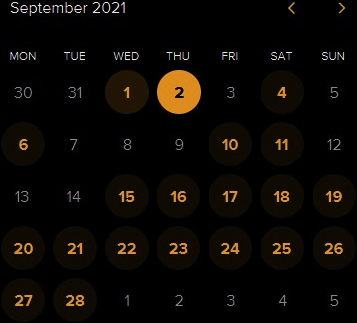 September 2021
MON TUE WED THU FRI SAT SUN
30 31 1 2 3 4 5
6 7 8 9 10 11 12
13 14 15 16 17 18 19
20 21 22 23 24 25 26
27 28 1 2 3 4 5